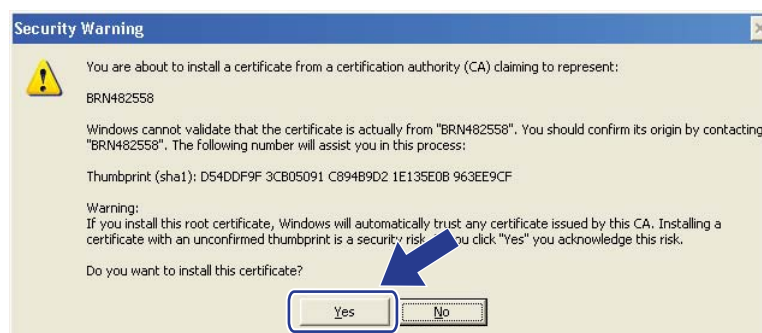 Security Warning
You are about to install a certificate from a certification authority (CA) claiming to represent:
BRN482558
Windows cannot validate that the certificate is actually from "BRN482558". You should confirm its origin by contacting
"BRN482558". The following number will assist you in this process:
Thumbprint (sha1): D54DDF9F 3CB05091 C894B9D2 1E135E0B 963EE9CF
Warning:
If you install this root certificate, Windows will automatically trust any certificate issued by this CA. Installing a
certificate with an unconfirmed thumbprint is a security risk. click "Yes" you acknowledge this risk.
Do you want to install this certificate?
Yes No